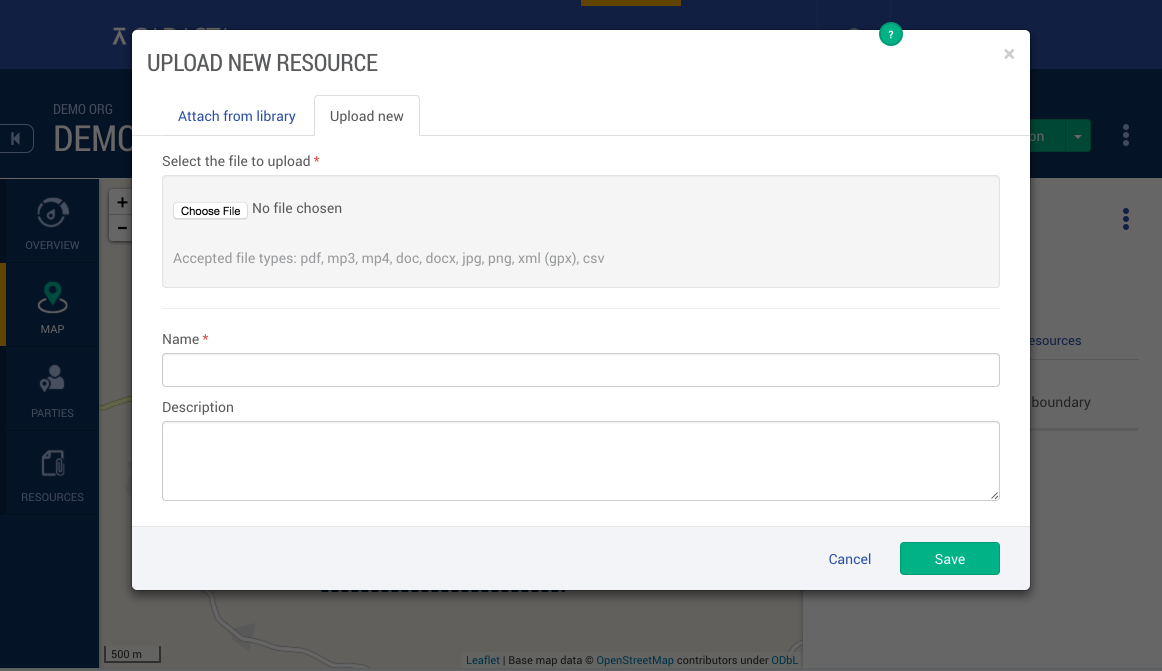 UPLOAD NEW RESOURCE
?
×
Attach from library
Upload new
DEMO ORG
DEMO
on
Select the file to upload *
Choose File No file chosen
Accepted file types: pdf, mp3, mp4, doc, docx, jpg, png, xml (gpx), csv
+
−
OVERVIEW
MAP
PARTIES
RESOURCES
Name *
esources
Description
boundary
Cancel
Save
500 m
Leaflet | Base map data © OpenStreetMap contributors under ODbL